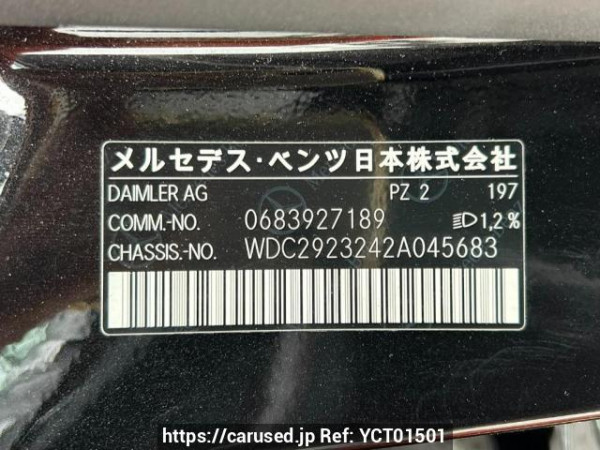 メルセデス・ベンツ日本株式会社
DAIMLER AG PZ 2 197
COMM.-NO. 0683927189 1,2%
CHASSIS.-NO. WDC2923242A045683
https://carused.jp Ref: YCT01501